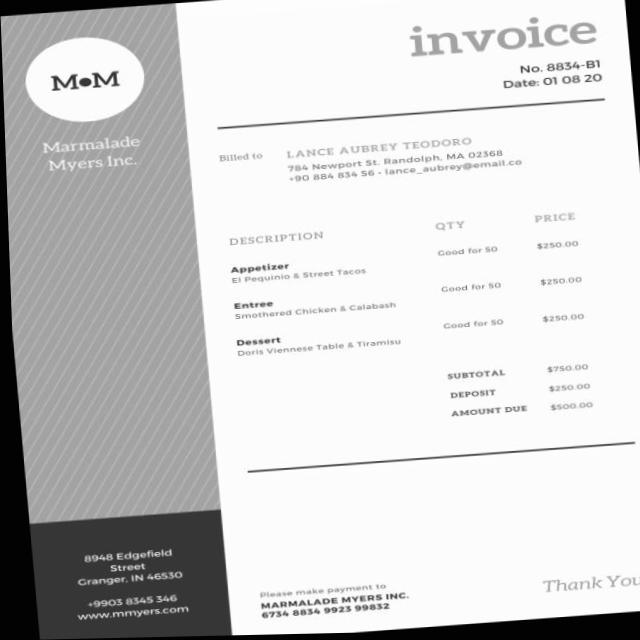 M•M
Marmalade
Myers Inc.
invoice
No. 8834-B1
Date: 01 08 20
Billed to
LANCE AUBREY TEODORO
784 Newport St. Randolph, MA 02368
+90 884 834 56 - lance_aubrey@email.co
DESCRIPTION QTY PRICE
Appetizer
El Pequinio & Street Tacos Good for 50 $250.00
Entree
Smothered Chicken & Calabash Good for 50 $250.00
Dessert
Doris Viennese Table & Tiramisu Good for 50 $250.00
SUBTOTAL $750.00
DEPOSIT $250.00
AMOUNT DUE $500.00
8948 Edgefield
Street
Granger, IN 46530
+9903 8345 346
www.mmyers.com
Please make payment to
MARMALADE MYERS INC.
6734 8834 9923 99832
Thank You